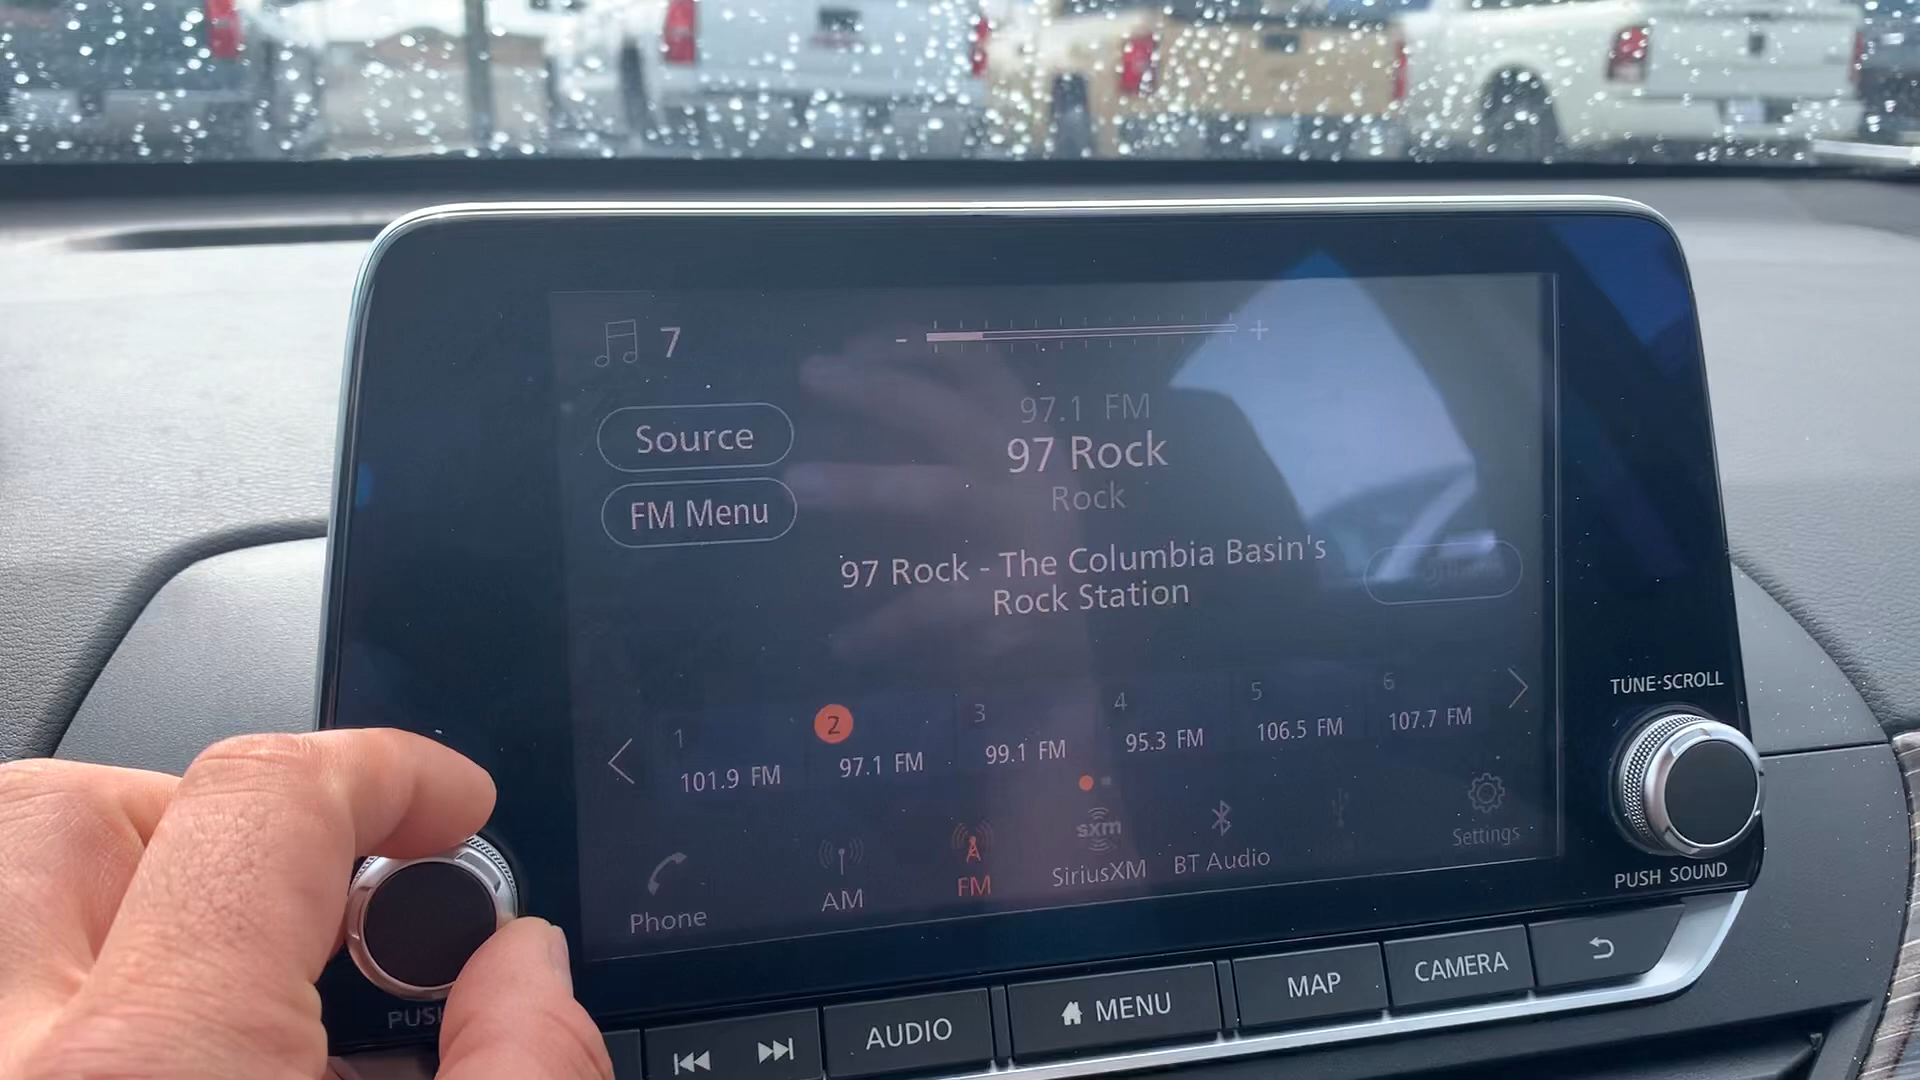 7
- +
97.1 FM
Source
97 Rock
Rock
FM Menu
97 Rock - The Columbia Basin's
Rock Station
1 2 3 4 5 6
101.9 FM 97.1 FM 99.1 FM 95.3 FM 106.5 FM 107.7 FM
Phone AM FM sxm SiriusXM BT Audio Settings
TUNE·SCROLL
PUSH SOUND
AUDIO MENU MAP CAMERA